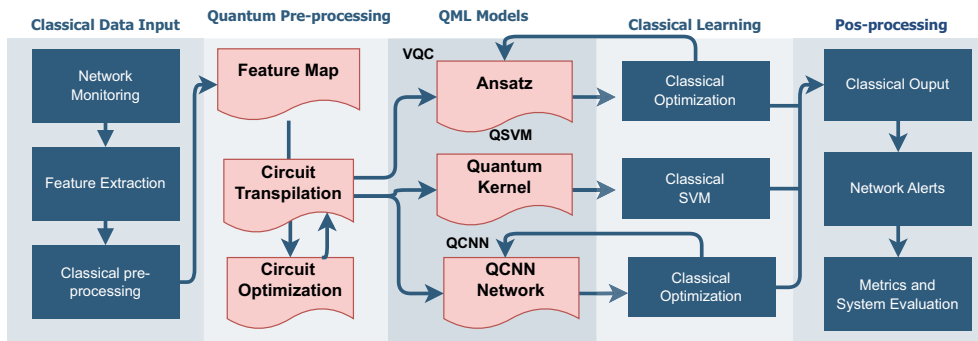 Classical Data Input
Quantum Pre-processing
QML Models
Classical Learning
Pos-processing
Network
Monitoring
Feature Extraction
Classical pre-
processing
Feature Map
Circuit
Transpilation
Circuit
Optimization
VQC
Ansatz
QSVM
Quantum
Kernel
QCNN
QCNN
Network
Classical
Optimization
Classical
SVM
Classical
Optimization
Classical Ouput
Network Alerts
Metrics and
System Evaluation